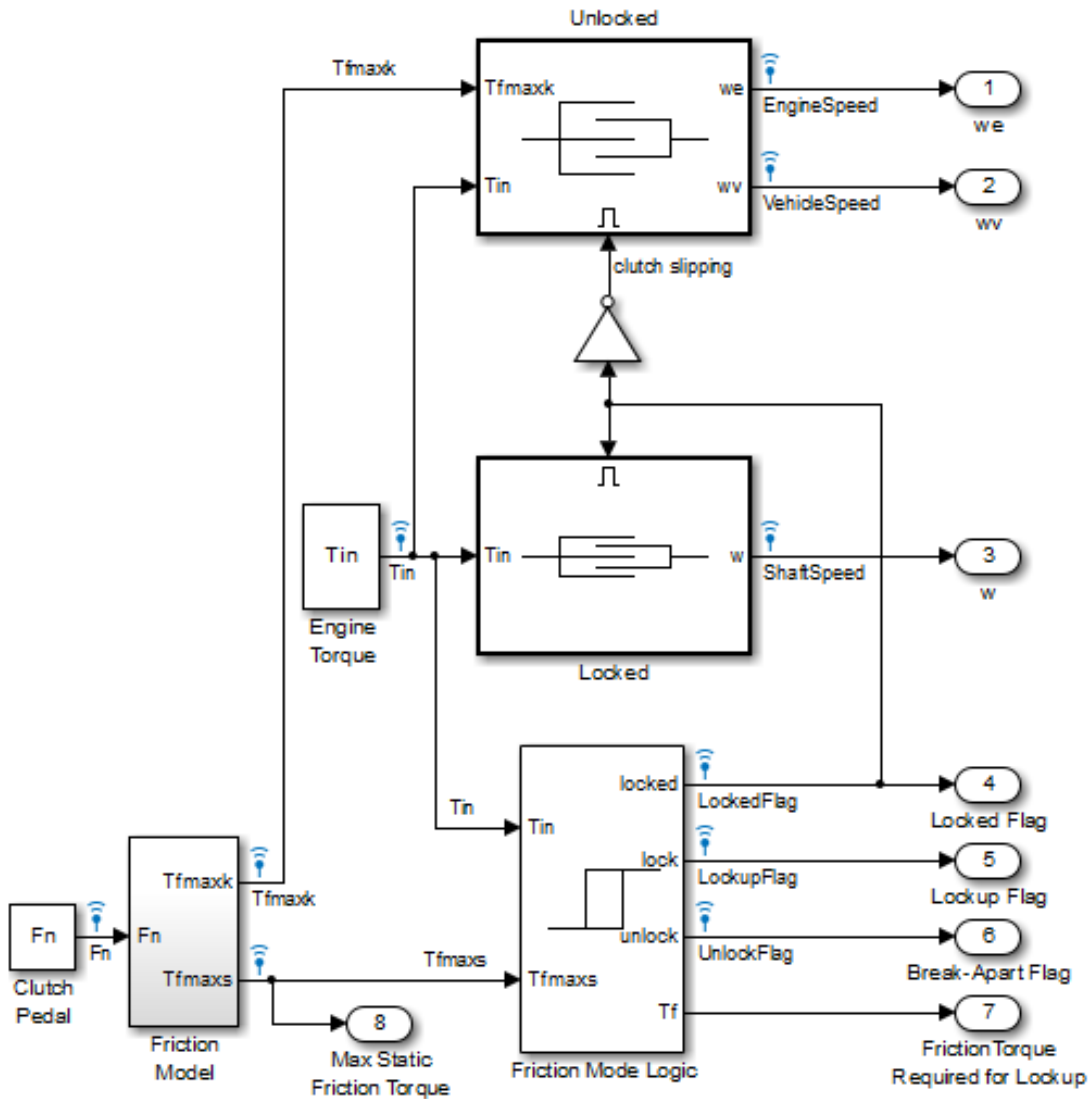 Unlocked
Tfmaxk
Tfmaxk
we
EngineSpeed
1
we
Tin
wv
VehicleSpeed
2
wv
clutch slipping
Tin
Tin
Engine
Torque
Tin
w
ShaftSpeed
3
w
Locked
locked
LockedFlag
4
Locked Flag
Tin
Tin
lock
LockupFlag
5
Lockup Flag
Tfmaxk
Tfmaxk
Fn
Fn
Fn
Clutch
Pedal
unlock
UnlockFlag
6
Break-Apart Flag
Tfmaxs
Tfmaxs
Tfmaxs
Tf
7
FrictionTorque
Required for Lockup
8
Max Static
Friction Torque
Friction
Model
Friction Mode Logic